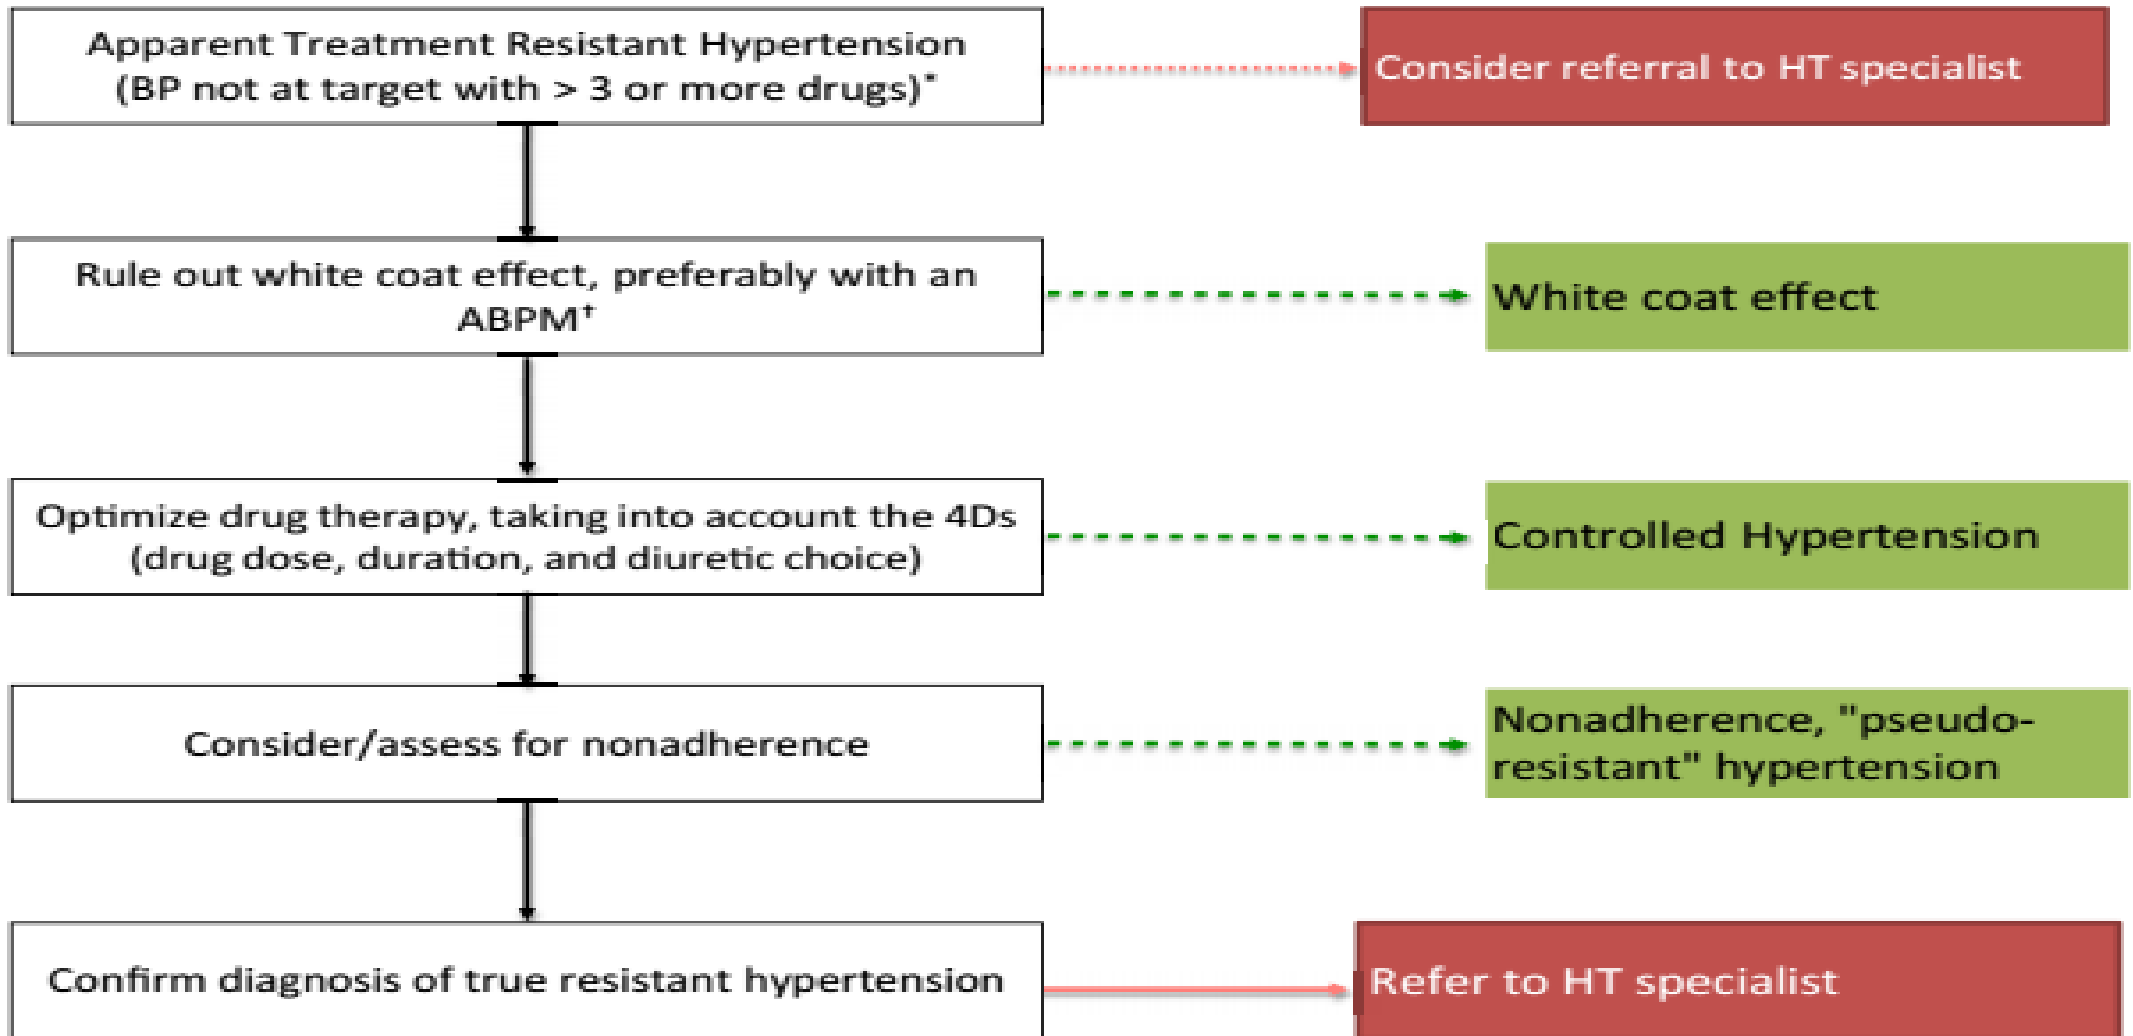 Apparent Treatment Resistant Hypertension
(BP not at target with > 3 or more drugs)*
Consider referral to HT specialist
Rule out white coat effect, preferably with an
ABPM†
White coat effect
Optimize drug therapy, taking into account the 4Ds
(drug dose, duration, and diuretic choice)
Controlled Hypertension
Consider/assess for nonadherence
Nonadherence, "pseudo-
resistant" hypertension
Confirm diagnosis of true resistant hypertension
Refer to HT specialist